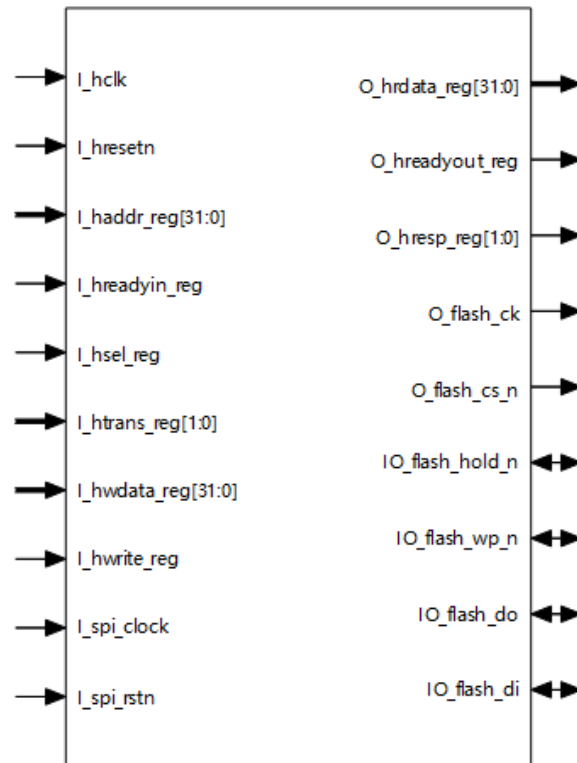 I_hclk
I_hresetn
I_haddr_reg[31:0]
I_hreadyin_reg
I_hsel_reg
I_htrans_reg[1:0]
I_hwdata_reg[31:0]
I_hwrite_reg
I_spi_clock
I_spi_rstn
O_hrdata_reg[31:0]
O_hreadyout_reg
O_hresp_reg[1:0]
O_flash_ck
O_flash_cs_n
IO_flash_hold_n
IO_flash_wp_n
IO_flash_do
IO_flash_di